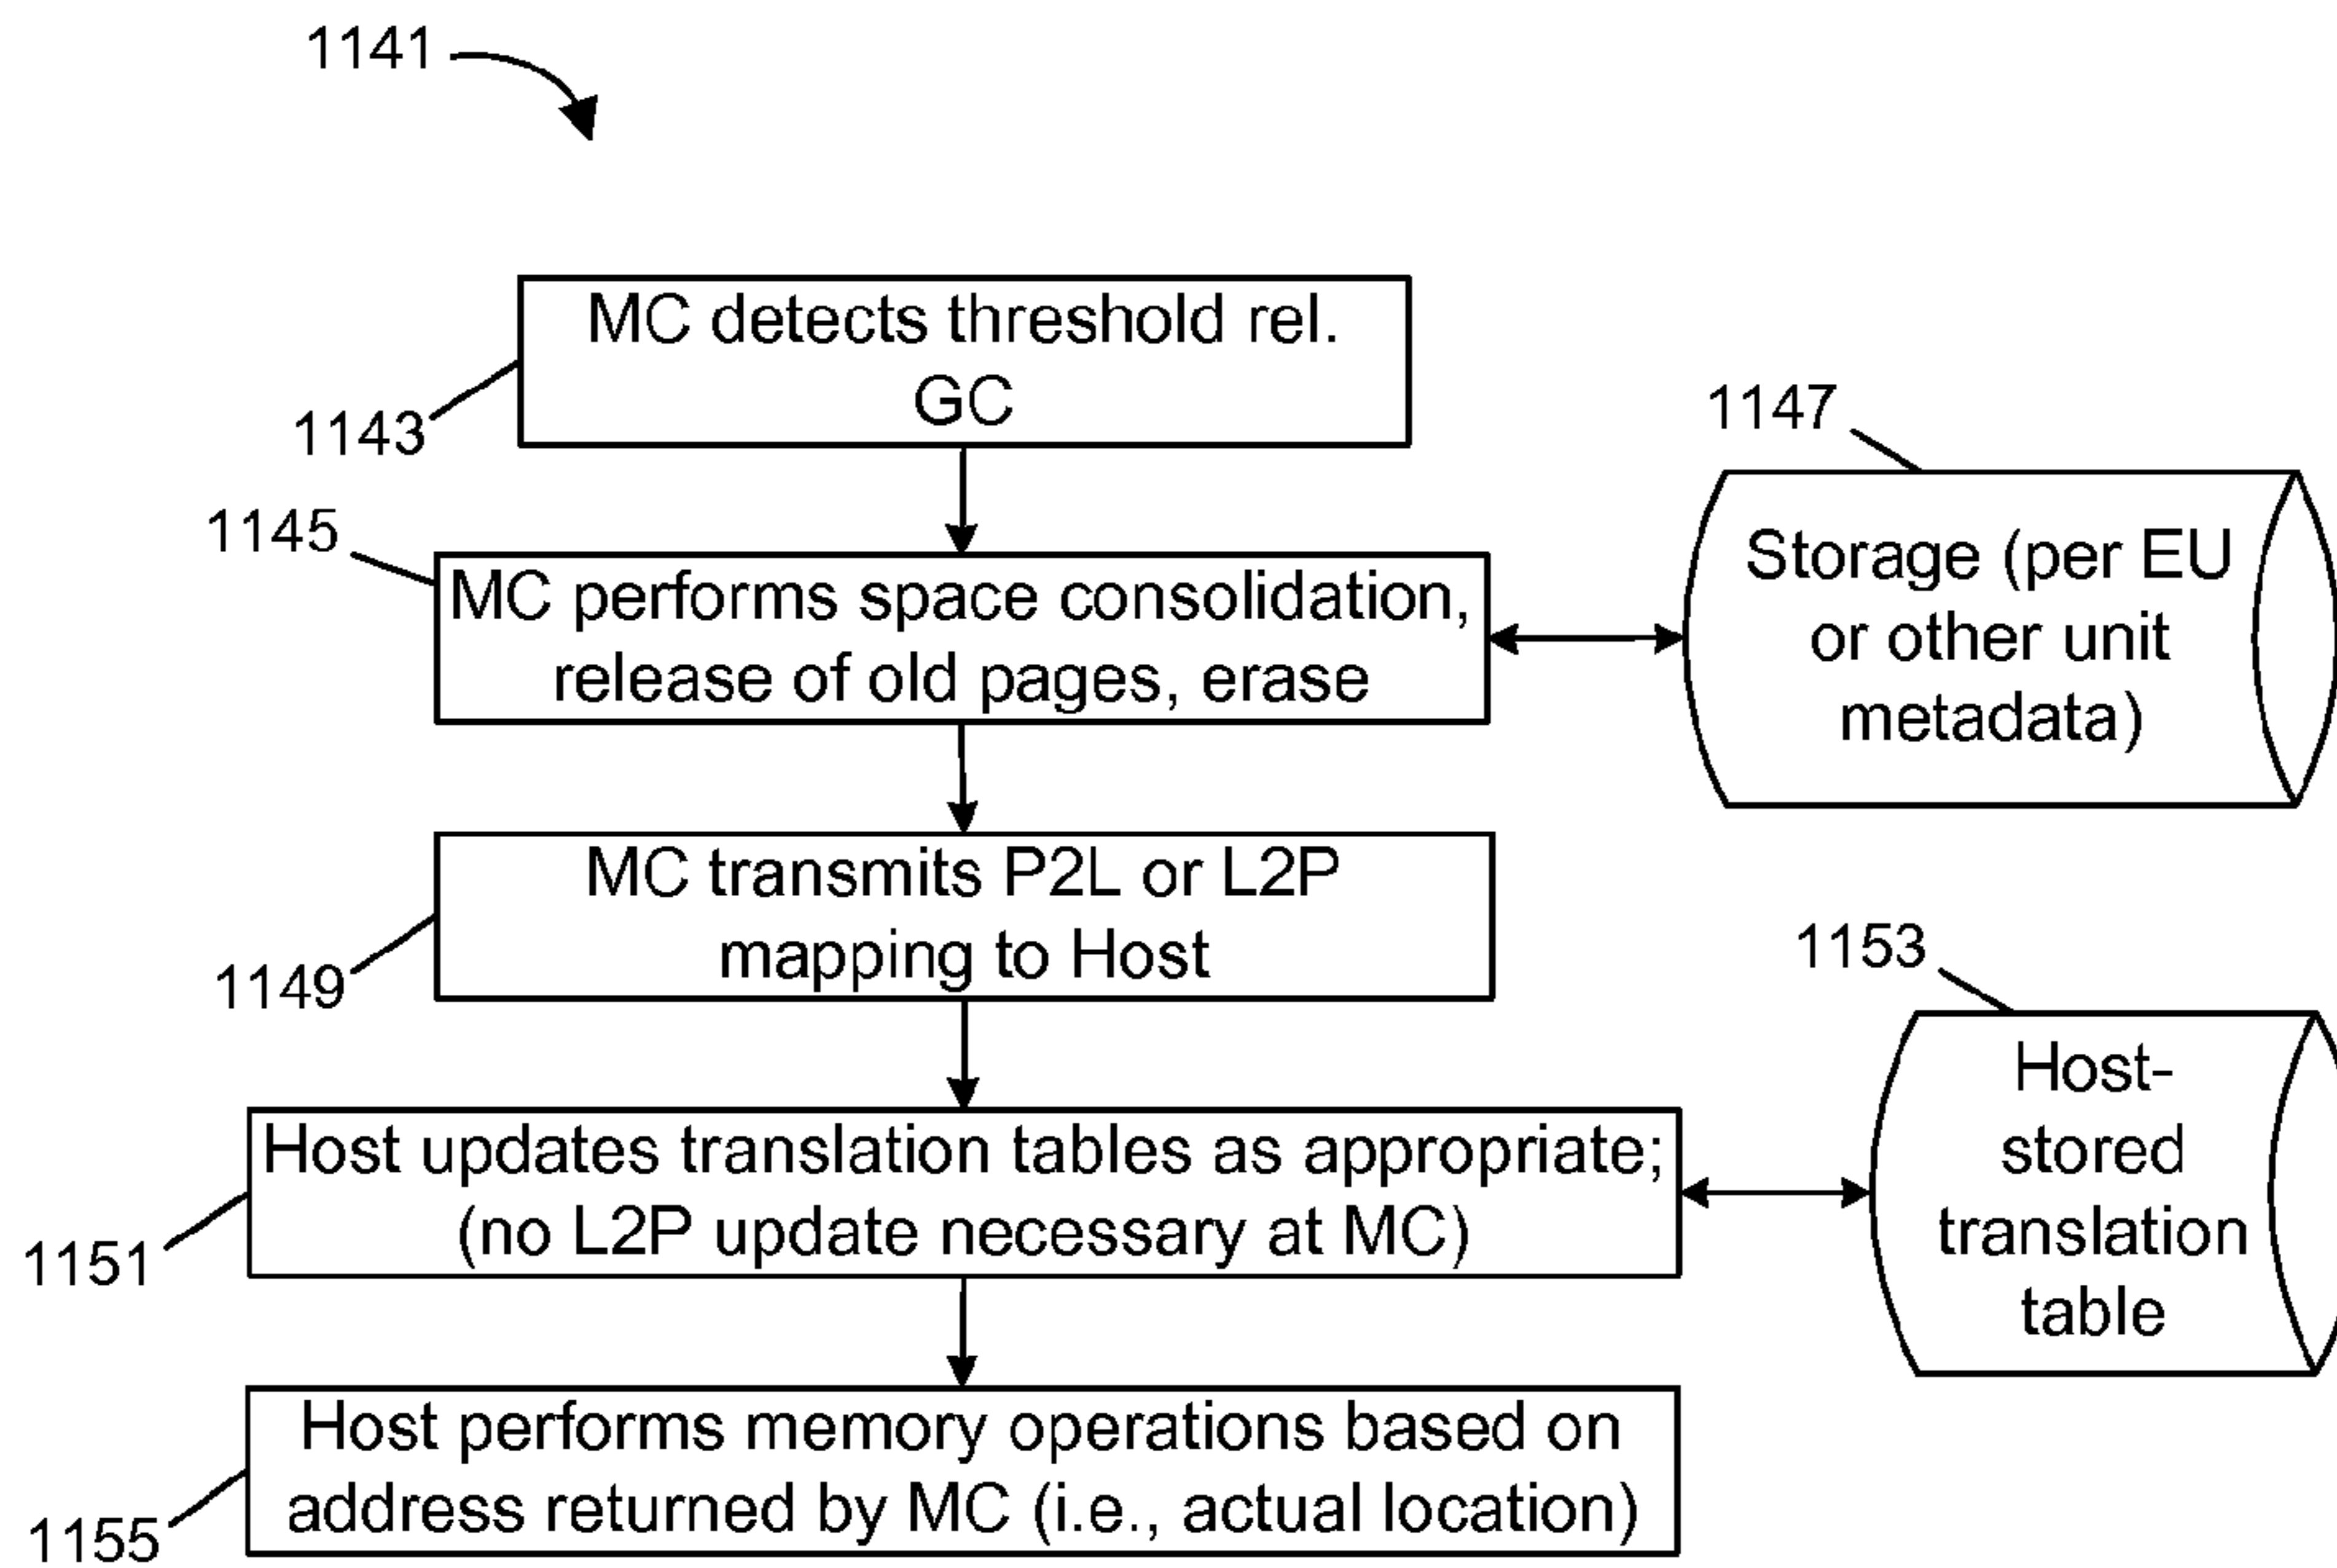 1141
MC detects threshold rel.
GC
1143
1147
1145
MC performs space consolidation,
release of old pages, erase
Storage (per EU
or other unit
metadata)
MC transmits P2L or L2P
mapping to Host
1149
1153
Host updates translation tables as appropriate;
(no L2P update necessary at MC)
1151
Host-
stored
translation
table
Host performs memory operations based on
address returned by MC (i.e., actual location)
1155